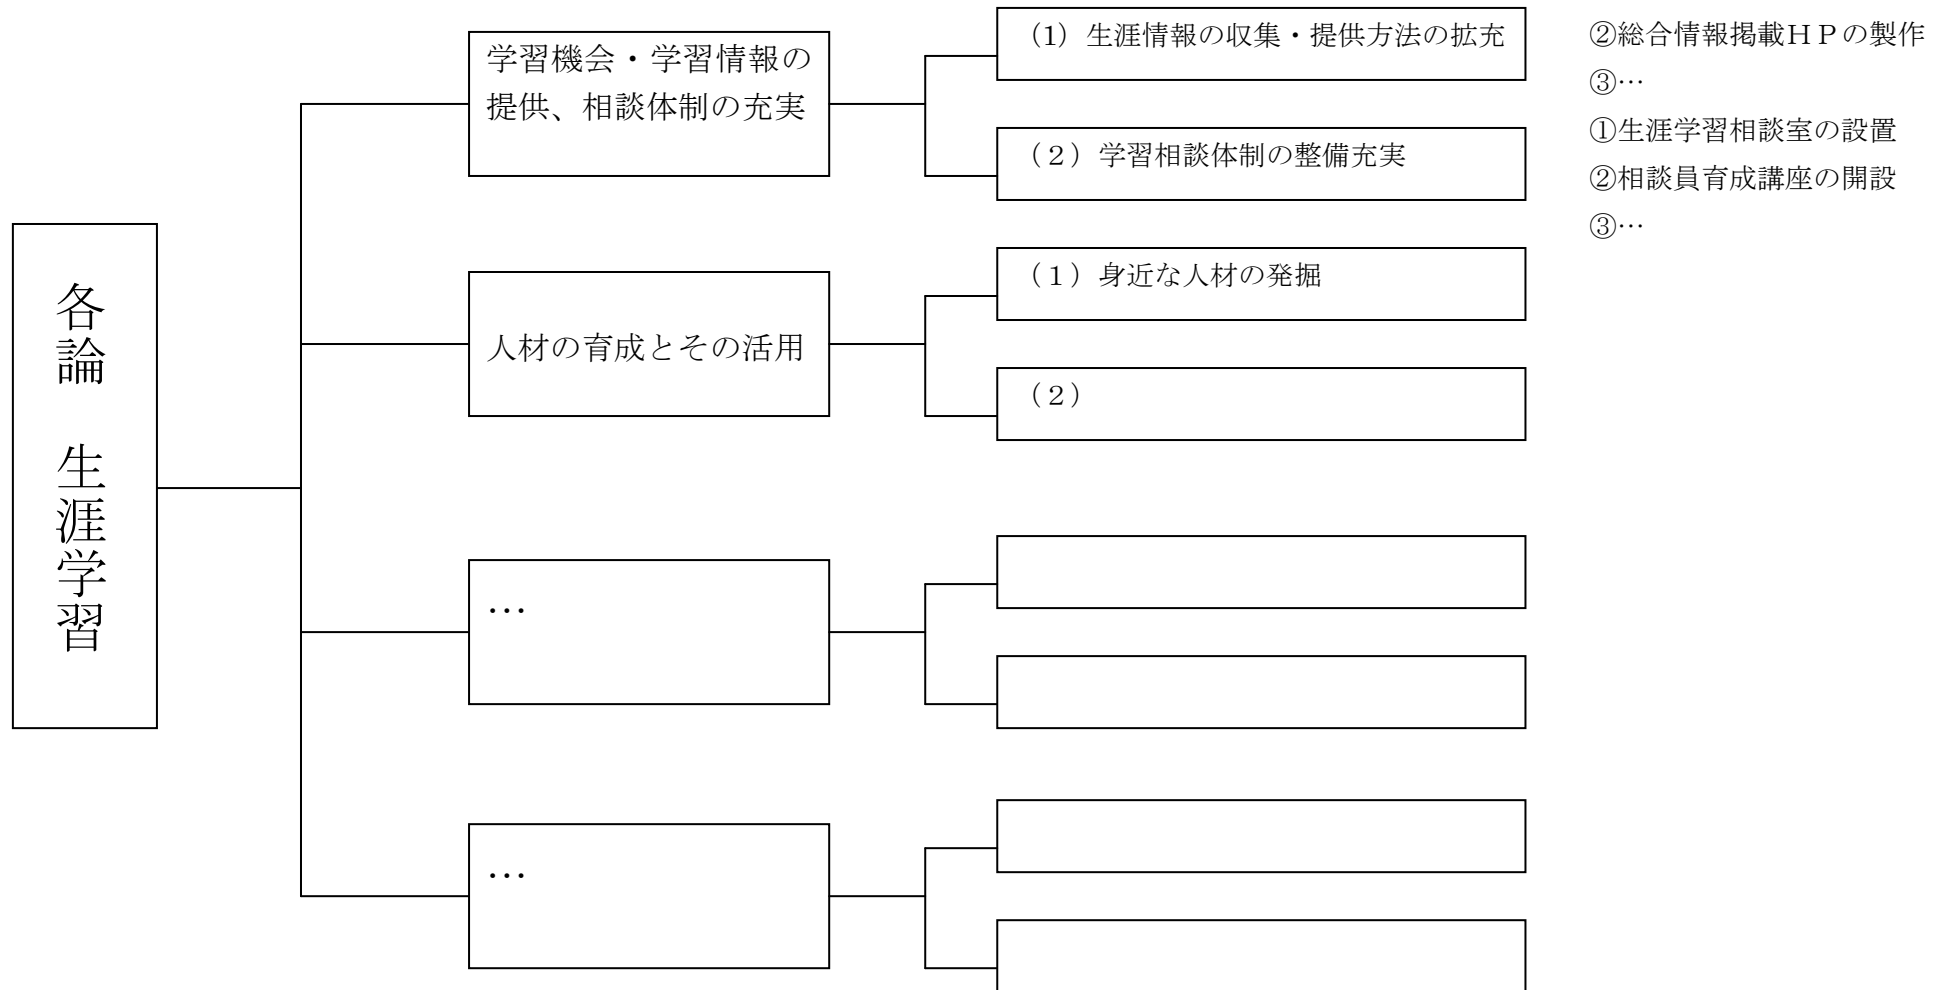 各論　生涯学習
学習機会・学習情報の
提供、相談体制の充実
(1) 生涯情報の収集・提供方法の拡充
（２）学習相談体制の整備充実
②総合情報掲載ＨＰの製作
③…
①生涯学習相談室の設置
②相談員育成講座の開設
③…
人材の育成とその活用
（１）身近な人材の発掘
（２）
…
…